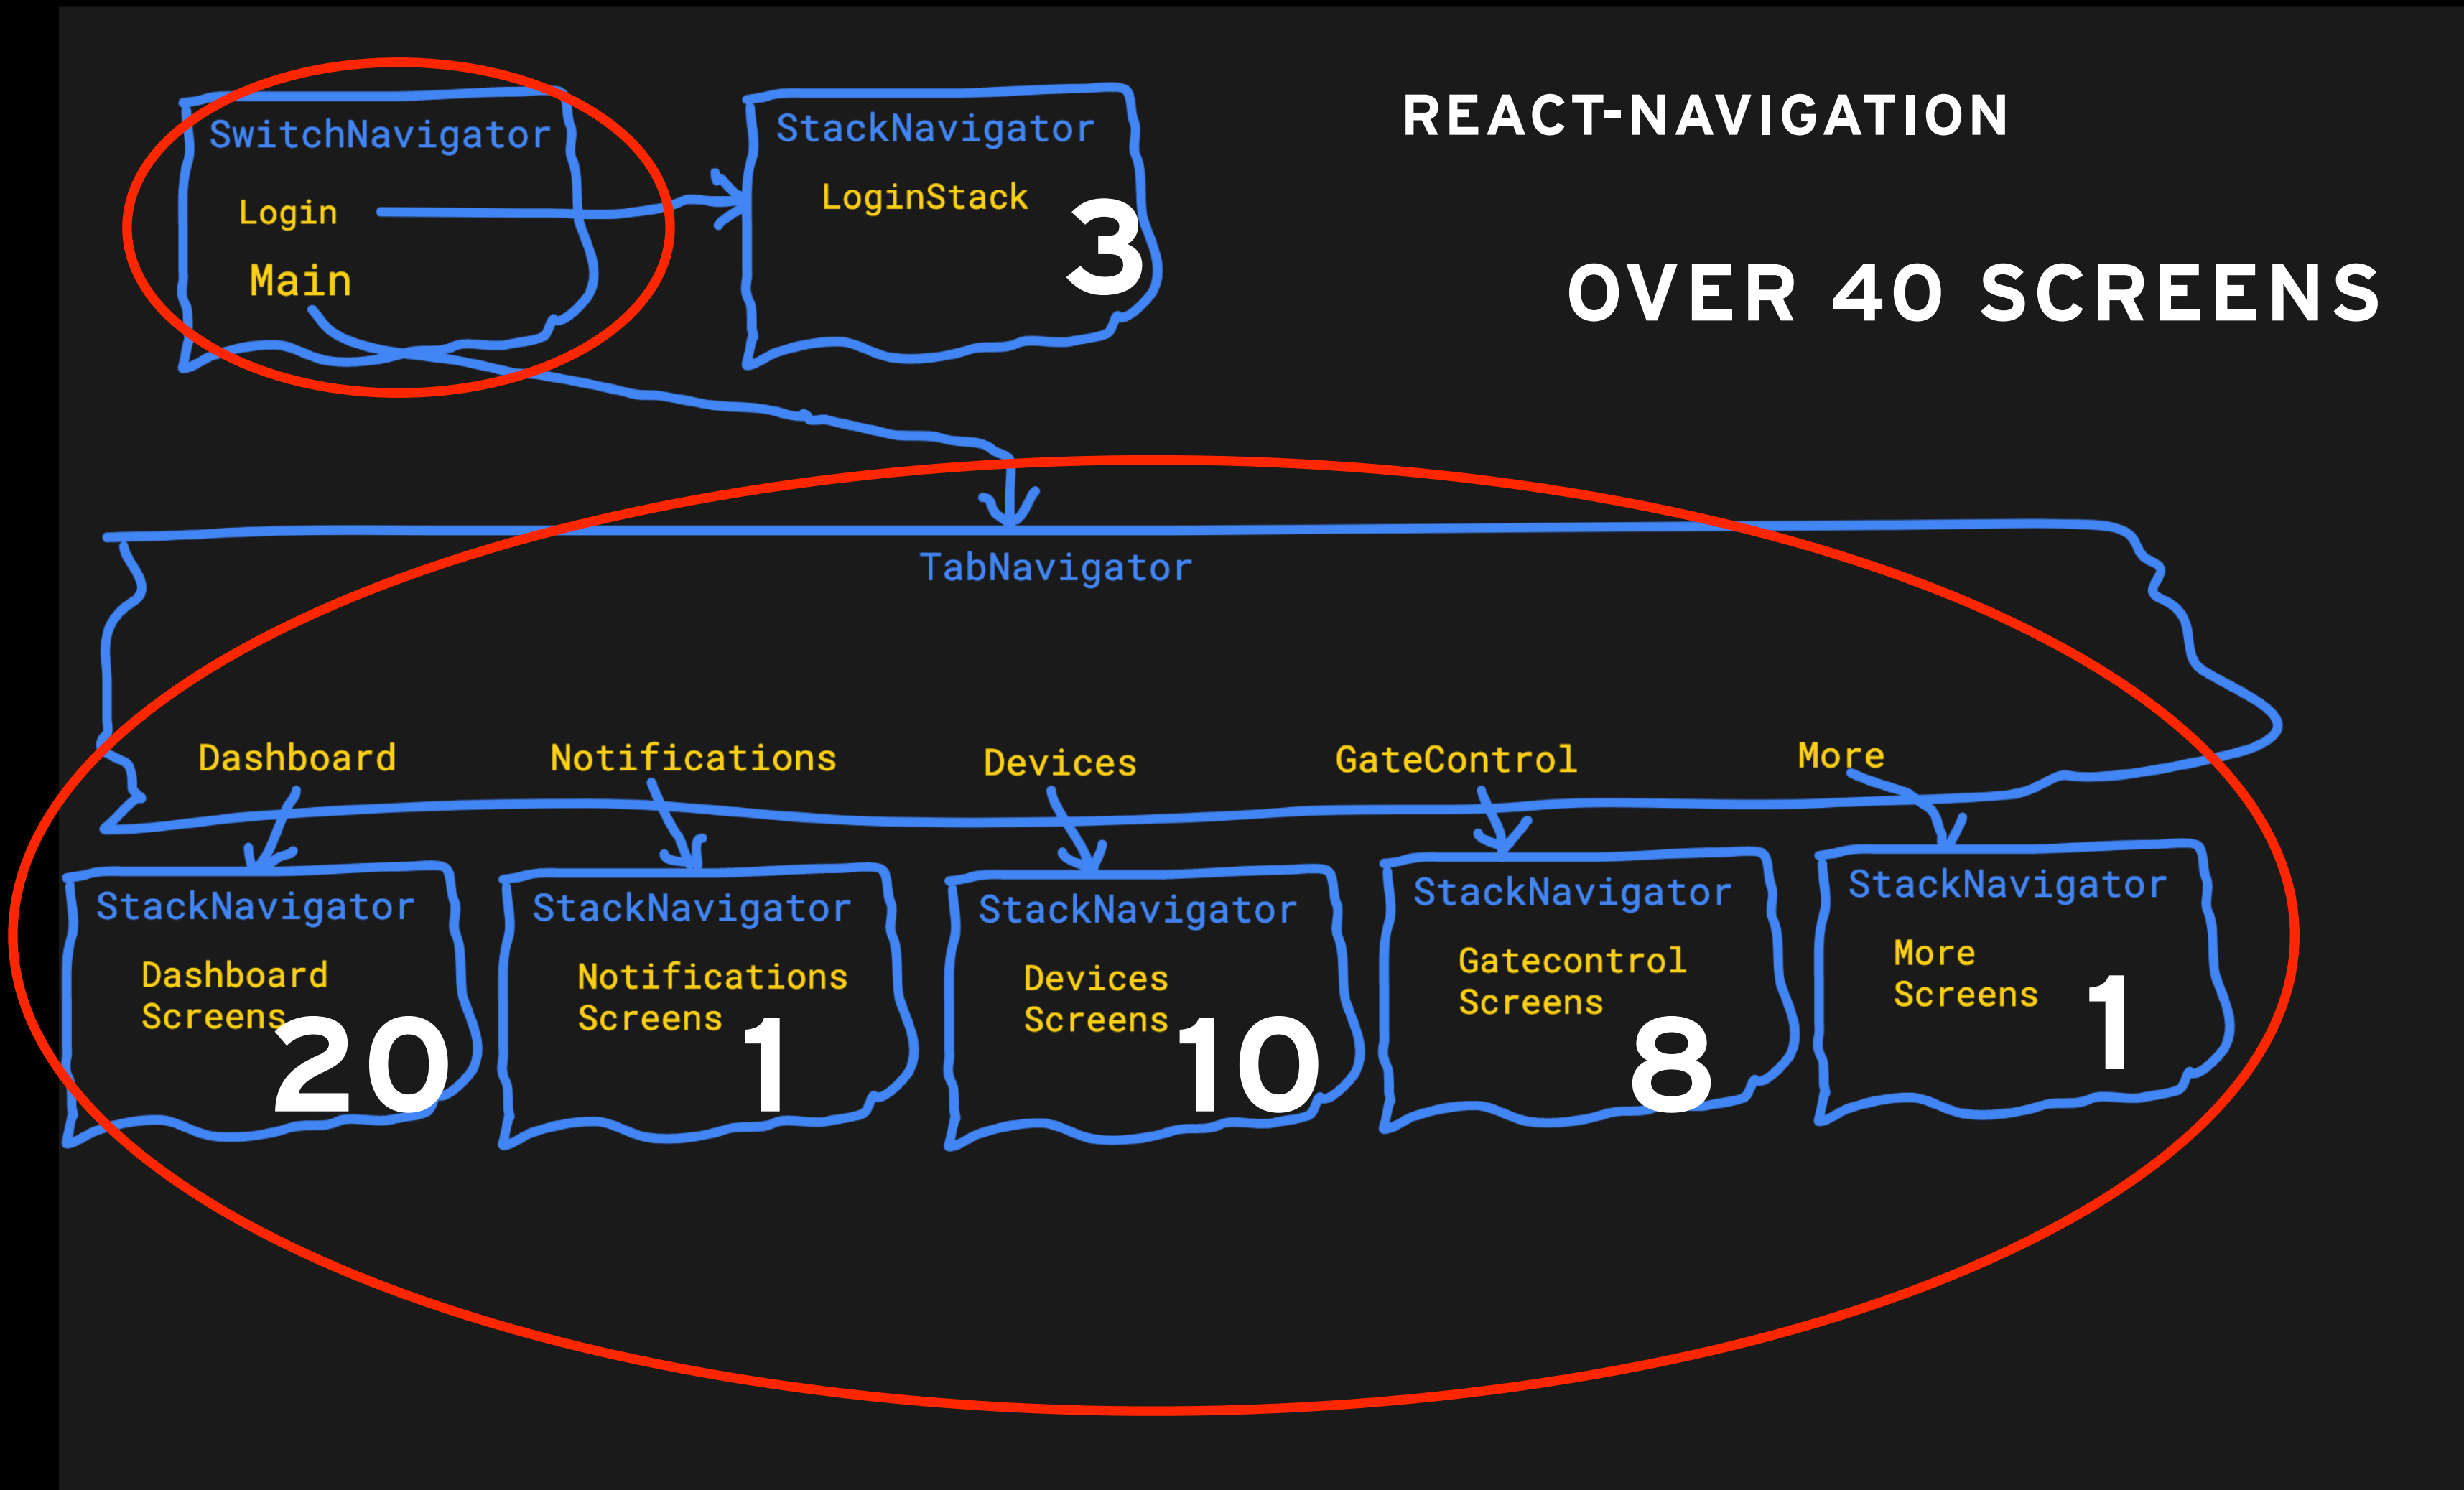 REACT-NAVIGATION
OVER 40 SCREENS
SwitchNavigator
Login
Main
StackNavigator
LoginStack
3
TabNavigator
Dashboard
Notifications
Devices
GateControl
More
StackNavigator
Dashboard
Screens
20
StackNavigator
Notifications
Screens
1
StackNavigator
Devices
Screens
10
StackNavigator
Gatecontrol
Screens
8
StackNavigator
More
Screens
1